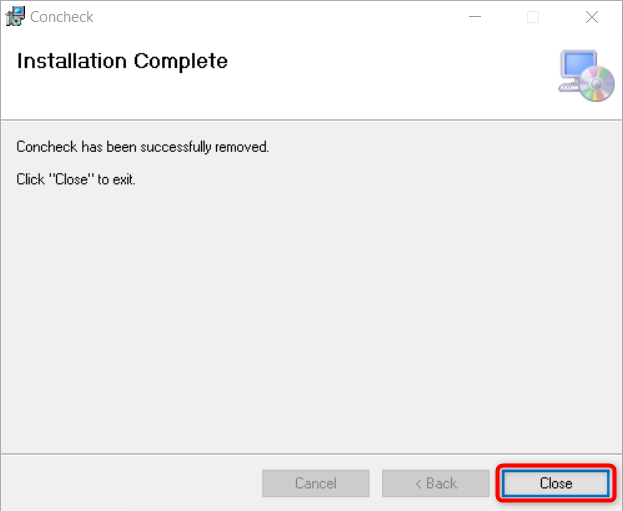 Concheck
Installation Complete
Concheck has been successfully removed.
Click "Close" to exit.
Cancel
< Back
Close